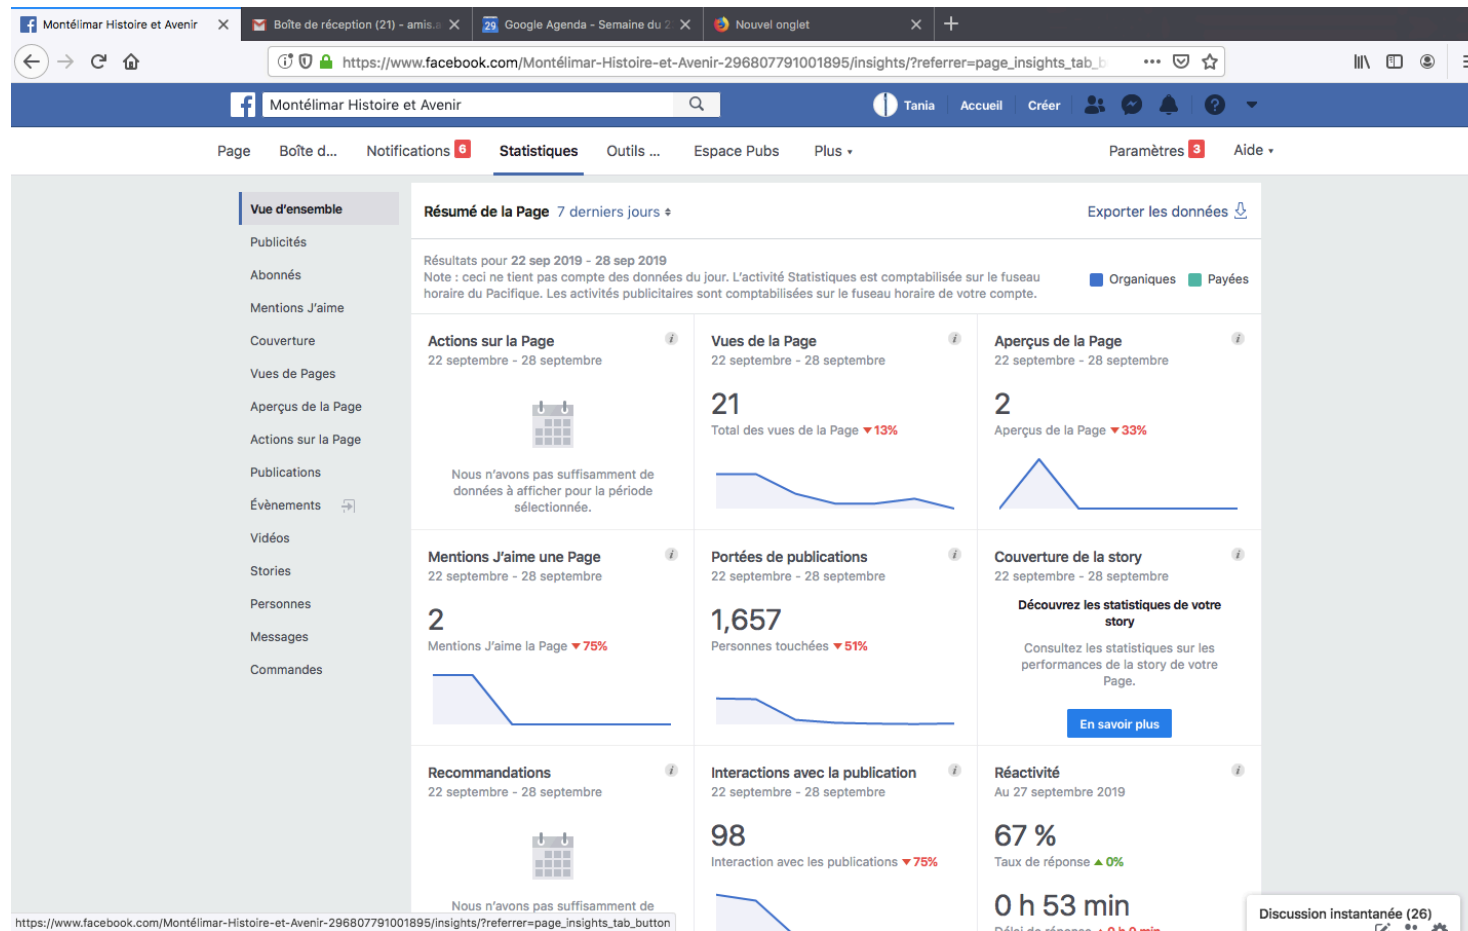 Montélimar Histoire et Avenir
Boîte de réception (21) - amis.a
29 Google Agenda - Semaine du 2
Nouvel onglet
https://www.facebook.com/Montélimar-Histoire-et-Avenir-296807791001895/insights/?referrer=page_insights_tab_b
Montélimar Histoire et Avenir
Tania Accueil Créer
Page Boîte d... Notifications 6 Statistiques Outils ... Espace Pubs Plus Paramètres 3 Aide
Vue d'ensemble
Publicités
Abonnés
Mentions J'aime
Couverture
Vues de Pages
Aperçus de la Page
Actions sur la Page
Publications
Évènements
Vidéos
Stories
Personnes
Messages
Commandes
Résumé de la Page 7 derniers jours
Exporter les données
Résultats pour 22 sep 2019 - 28 sep 2019
Note : ceci ne tient pas compte des données du jour. L'activité Statistiques est comptabilisée sur le fuseau
horaire du Pacifique. Les activités publicitaires sont comptabilisées sur le fuseau horaire de votre compte.
Organiques Payées
Actions sur la Page
22 septembre - 28 septembre
Nous n'avons pas suffisamment de
données à afficher pour la période
sélectionnée.
Vues de la Page
22 septembre - 28 septembre
21
Total des vues de la Page ▼13%
Aperçus de la Page
22 septembre - 28 septembre
2
Aperçus de la Page ▼33%
Mentions J'aime une Page
22 septembre - 28 septembre
2
Mentions J'aime la Page ▼75%
Portées de publications
22 septembre - 28 septembre
1,657
Personnes touchées ▼51%
Couverture de la story
22 septembre - 28 septembre
Découvrez les statistiques de votre
story
Consultez les statistiques sur les
performances de la story de votre
Page.
En savoir plus
Recommandations
22 septembre - 28 septembre
Nous n'avons pas suffisamment de
Interactions avec la publication
22 septembre - 28 septembre
98
Interaction avec les publications ▼75%
Réactivité
Au 27 septembre 2019
67 %
Taux de réponse ▲0%
0 h 53 min
Délai de réponse ▲ 0 h 0 min
Discussion instantanée (26)
https://www.facebook.com/Montélimar-Histoire-et-Avenir-296807791001895/insights/?referrer=page_insights_tab_button